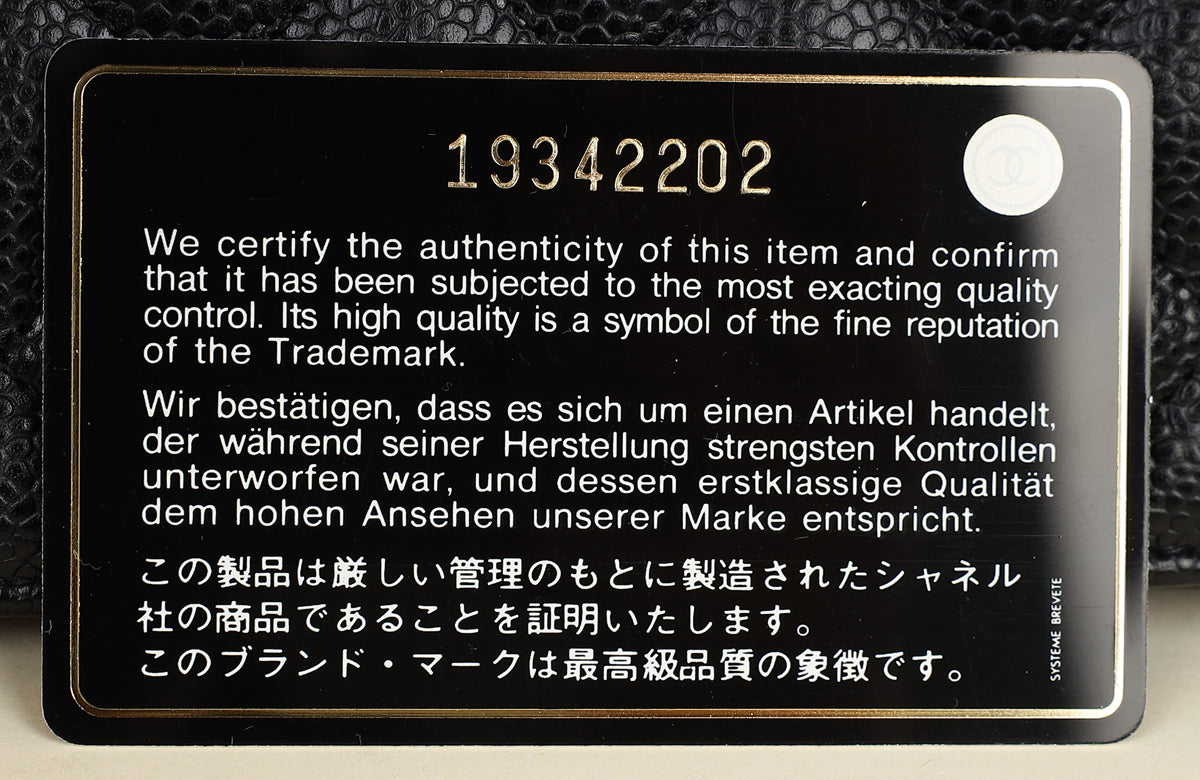 19342202
We certify the authenticity of this item and confirm
that it has been subjected to the most exacting quality
control. Its high quality is a symbol of the fine reputation
of the Trademark.
Wir bestätigen, dass es sich um einen Artikel handelt,
der während seiner Herstellung strengsten Kontrollen
unterworfen war, und dessen erstklassige Qualität
dem hohen Ansehen unserer Marke entspricht.
この製品は厳しい管理のもとに製造されたシャネル
社の商品であることを証明いたします。
このブランド・マークは最高級品質の象徴です。
SYSTEME BREVETE